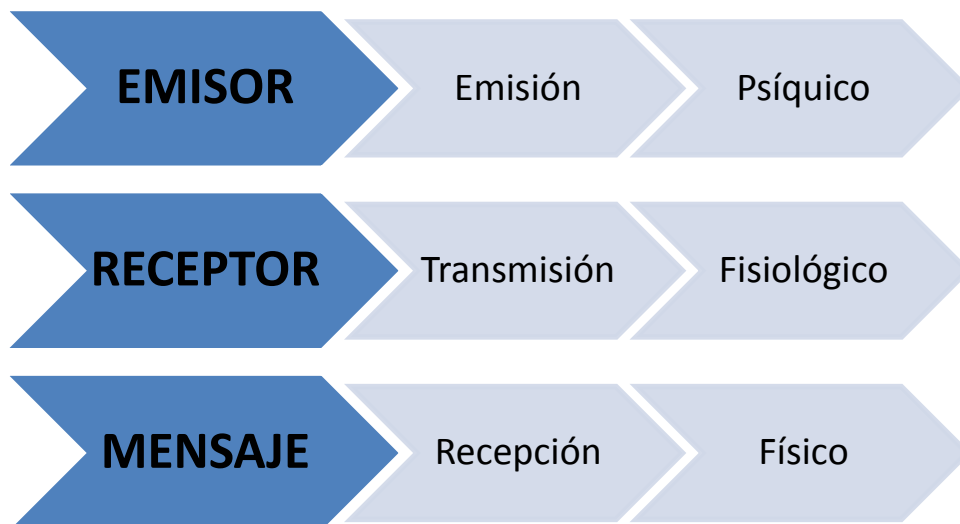 EMISOR
Emisión
Psíquico
RECEPTOR
Transmisión
Fisiológico
MENSAJE
Recepción
Físico